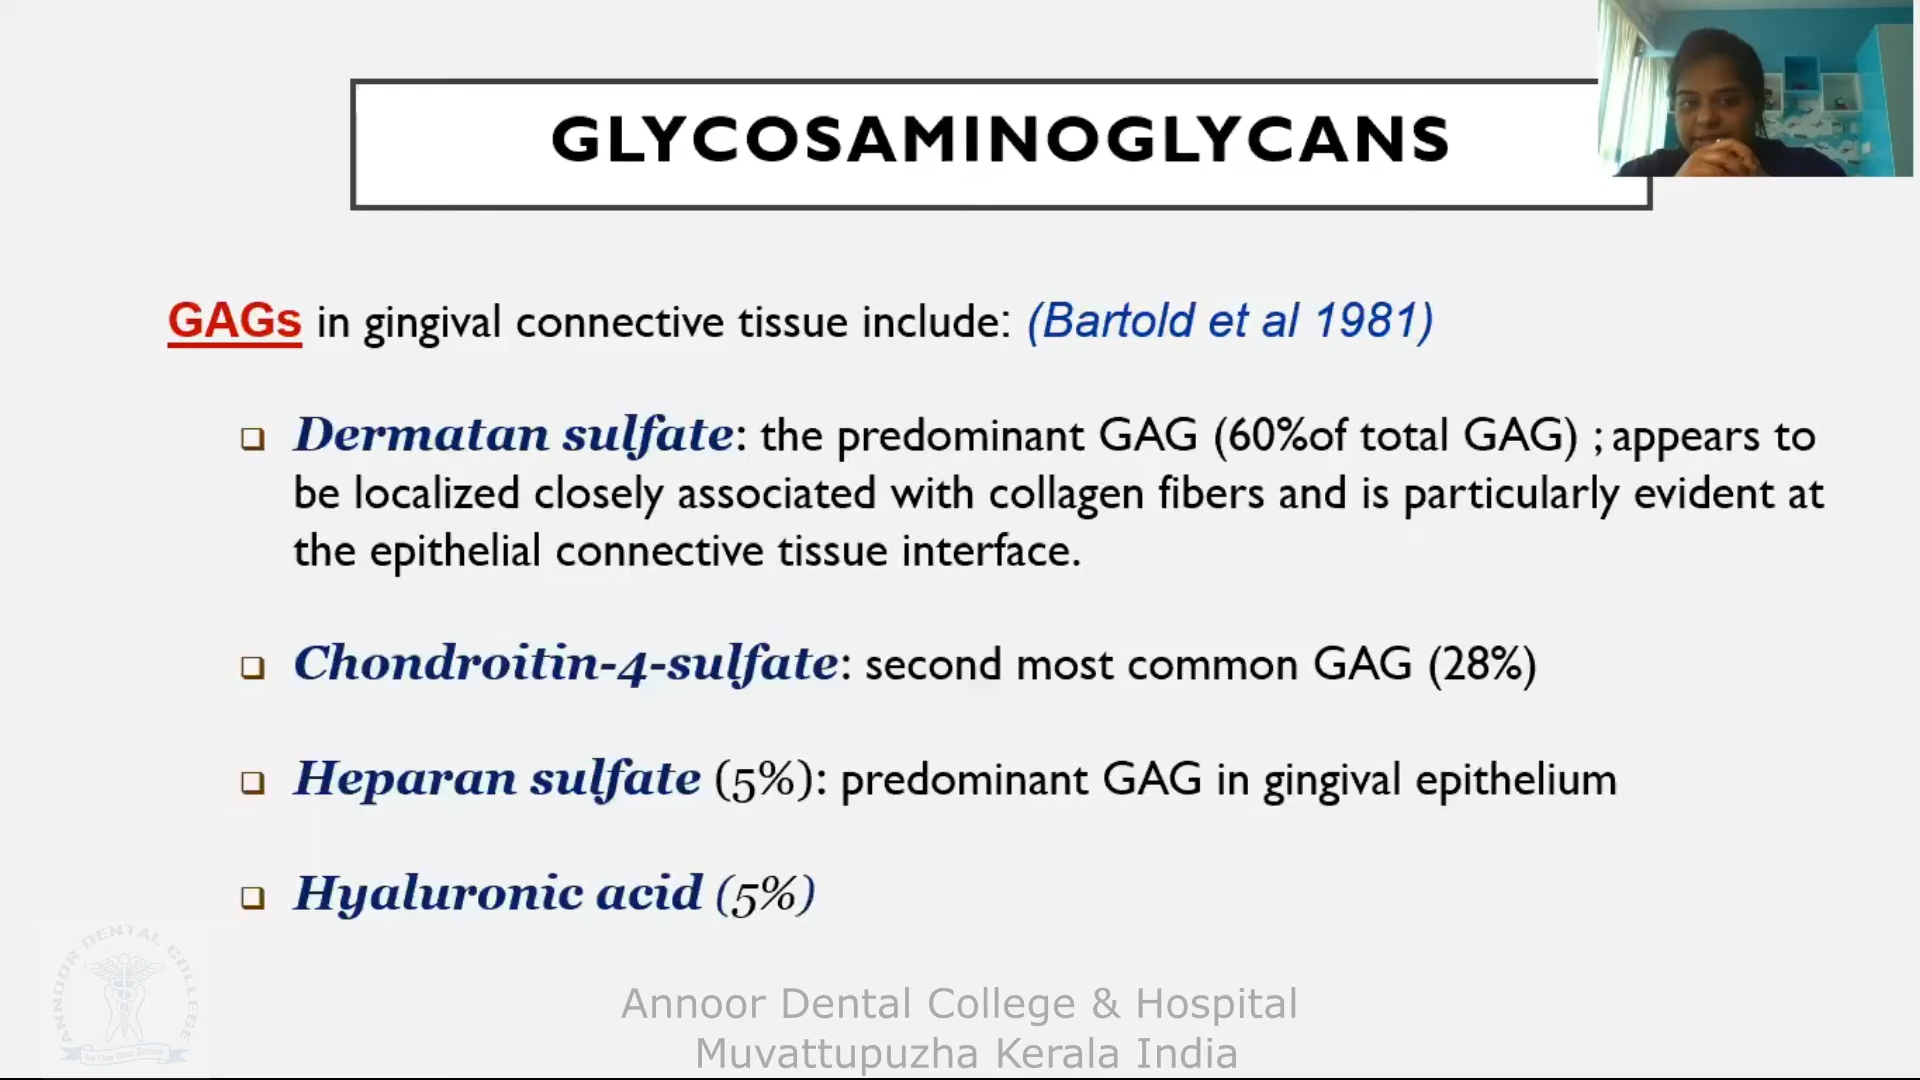 GLYCOSAMINOGLYCANS
GAGs in gingival connective tissue include: (Bartold et al 1981)
Dermatan sulfate: the predominant GAG (60%of total GAG) ; appears to
be localized closely associated with collagen fibers and is particularly evident at
the epithelial connective tissue interface.
Chondroitin-4-sulfate: second most common GAG (28%)
Heparan sulfate (5%): predominant GAG in gingival epithelium
Hyaluronic acid (5%)
ANNOOR DENTAL COLLEGE
Annoor Dental College & Hospital
Muvattupuzha Kerala India